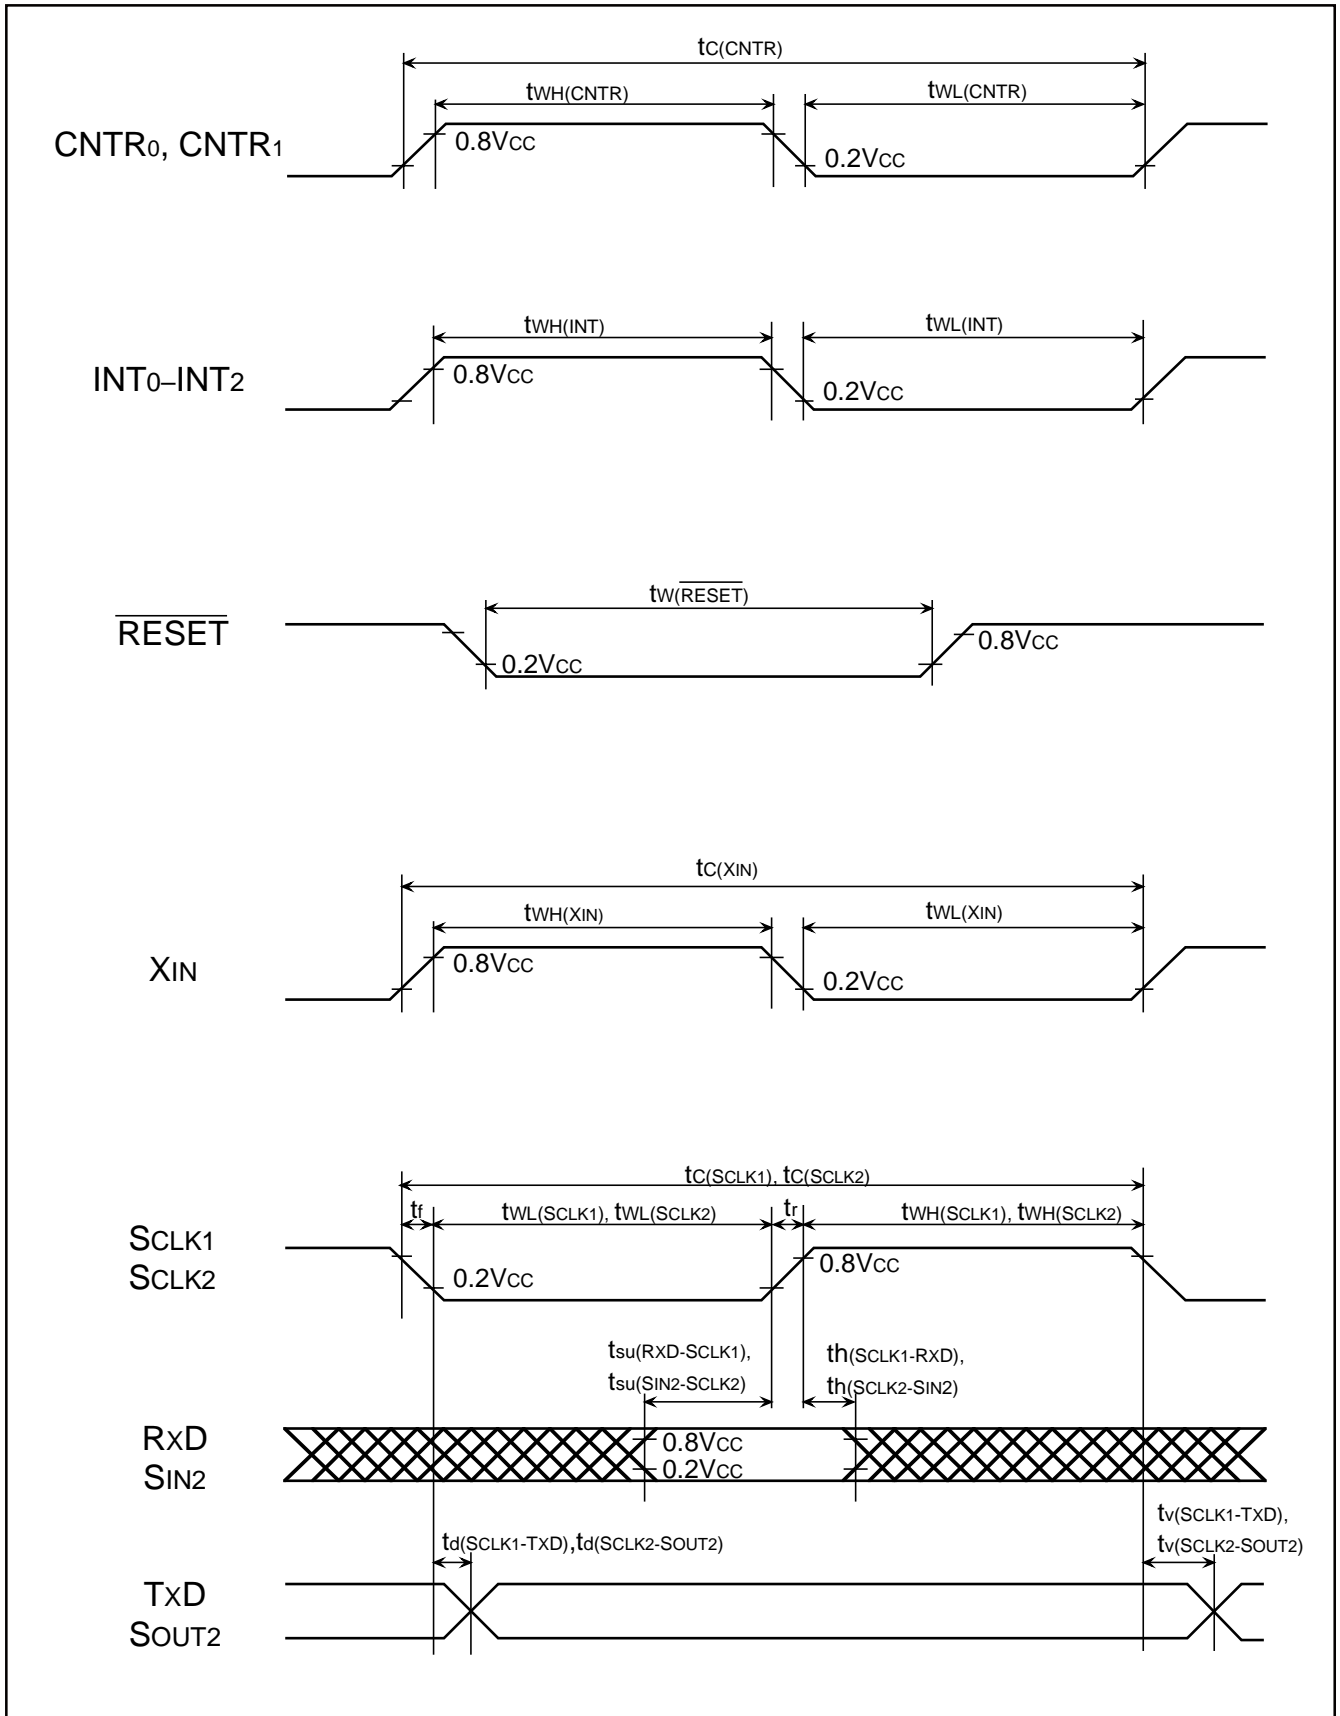 tC(CNTR)
tWH(CNTR) tWL(CNTR)
CNTR0, CNTR1
0.8VCC
0.2VCC
tWH(INT) tWL(INT)
INT0–INT2
0.8VCC
0.2VCC
tW(RESET)
RESET
0.8VCC
0.2VCC
tC(XIN)
tWH(XIN) tWL(XIN)
XIN
0.8VCC
0.2VCC
tC(SCLK1), tC(SCLK2)
tf tWL(SCLK1), tWL(SCLK2) tr tWH(SCLK1), tWH(SCLK2)
SCLK1
SCLK2
0.2VCC
0.8VCC
tsu(RXD-SCLK1),
tsu(SIN2-SCLK2)
th(SCLK1-RXD),
th(SCLK2-SIN2)
RXD
SIN2
0.8VCC
0.2VCC
td(SCLK1-TXD),td(SCLK2-SOUT2)
tv(SCLK1-TXD),
tv(SCLK2-SOUT2)
TXD
SOUT2